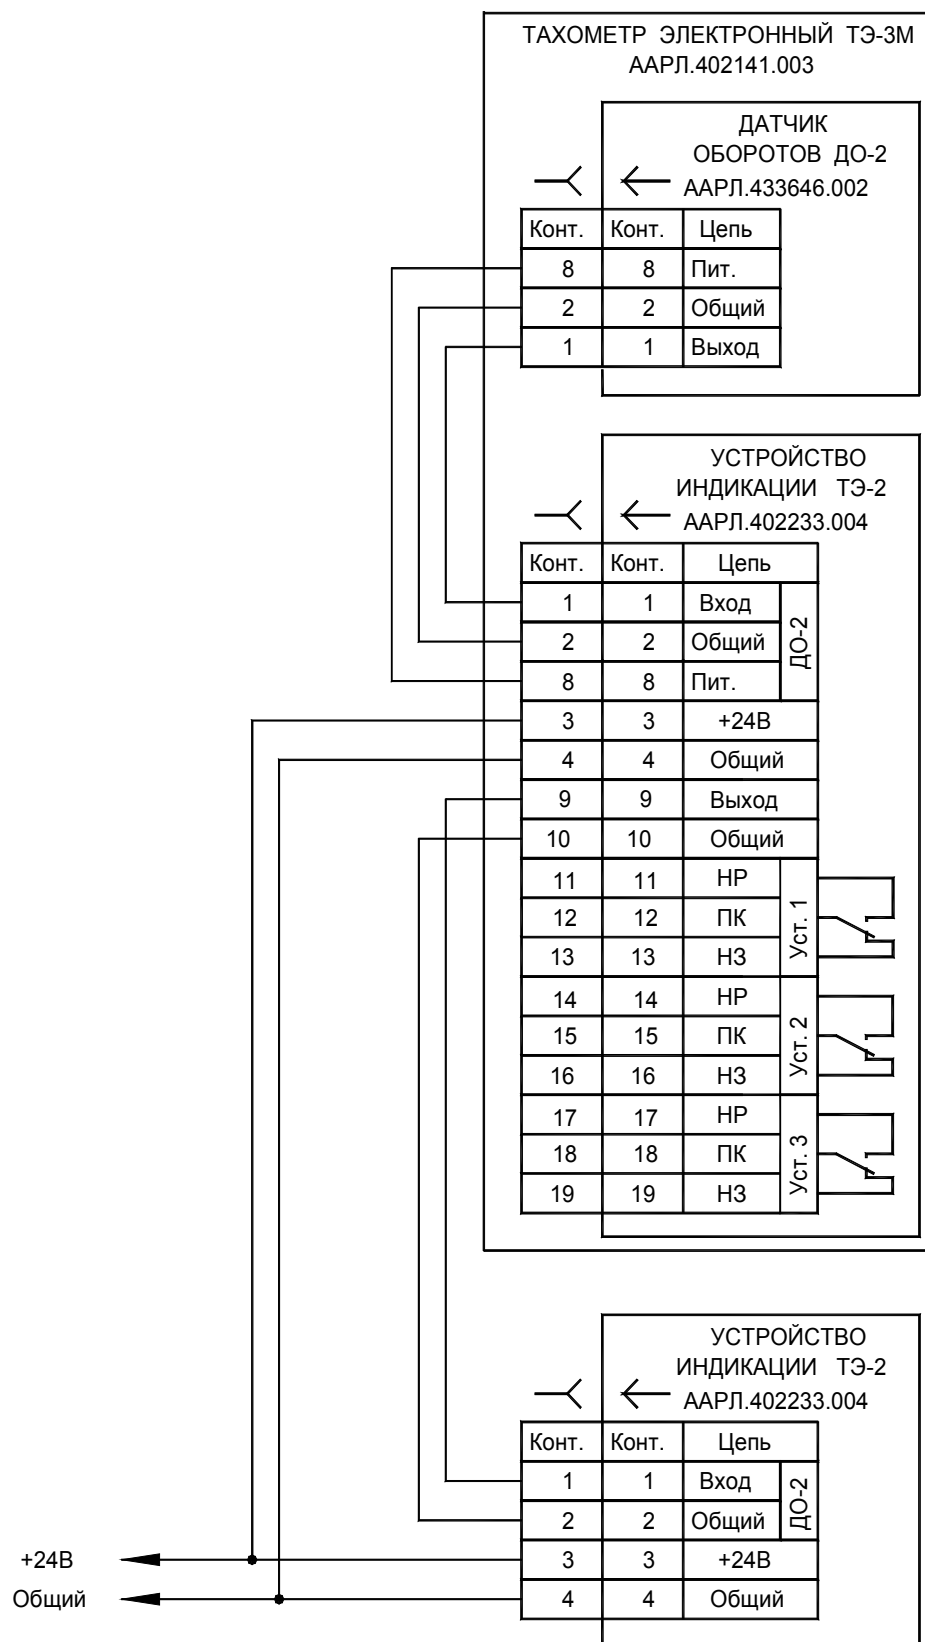 ТАХОМЕТР ЭЛЕКТРОННЫЙ ТЭ-3М
ААРЛ.402141.003
ДАТЧИК
ОБОРОТОВ ДО-2
ААРЛ.433646.002
Конт. Конт. Цепь
8 8 Пит.
2 2 Общий
1 1 Выход
УСТРОЙСТВО
ИНДИКАЦИИ ТЭ-2
ААРЛ.402233.004
Конт. Конт. Цепь
1 1 Вход
2 2 Общий
8 8 Пит.
ДО-2
3 3 +24В
4 4 Общий
9 9 Выход
10 10 Общий
11 11 НР
12 12 ПК
13 13 НЗ
Уст. 1
14 14 НР
15 15 ПК
16 16 НЗ
Уст. 2
17 17 НР
18 18 ПК
19 19 НЗ
Уст. 3
УСТРОЙСТВО
ИНДИКАЦИИ ТЭ-2
ААРЛ.402233.004
Конт. Конт. Цепь
1 1 Вход
2 2 Общий
ДО-2
+24В 3 3 +24В
Общий 4 4 Общий